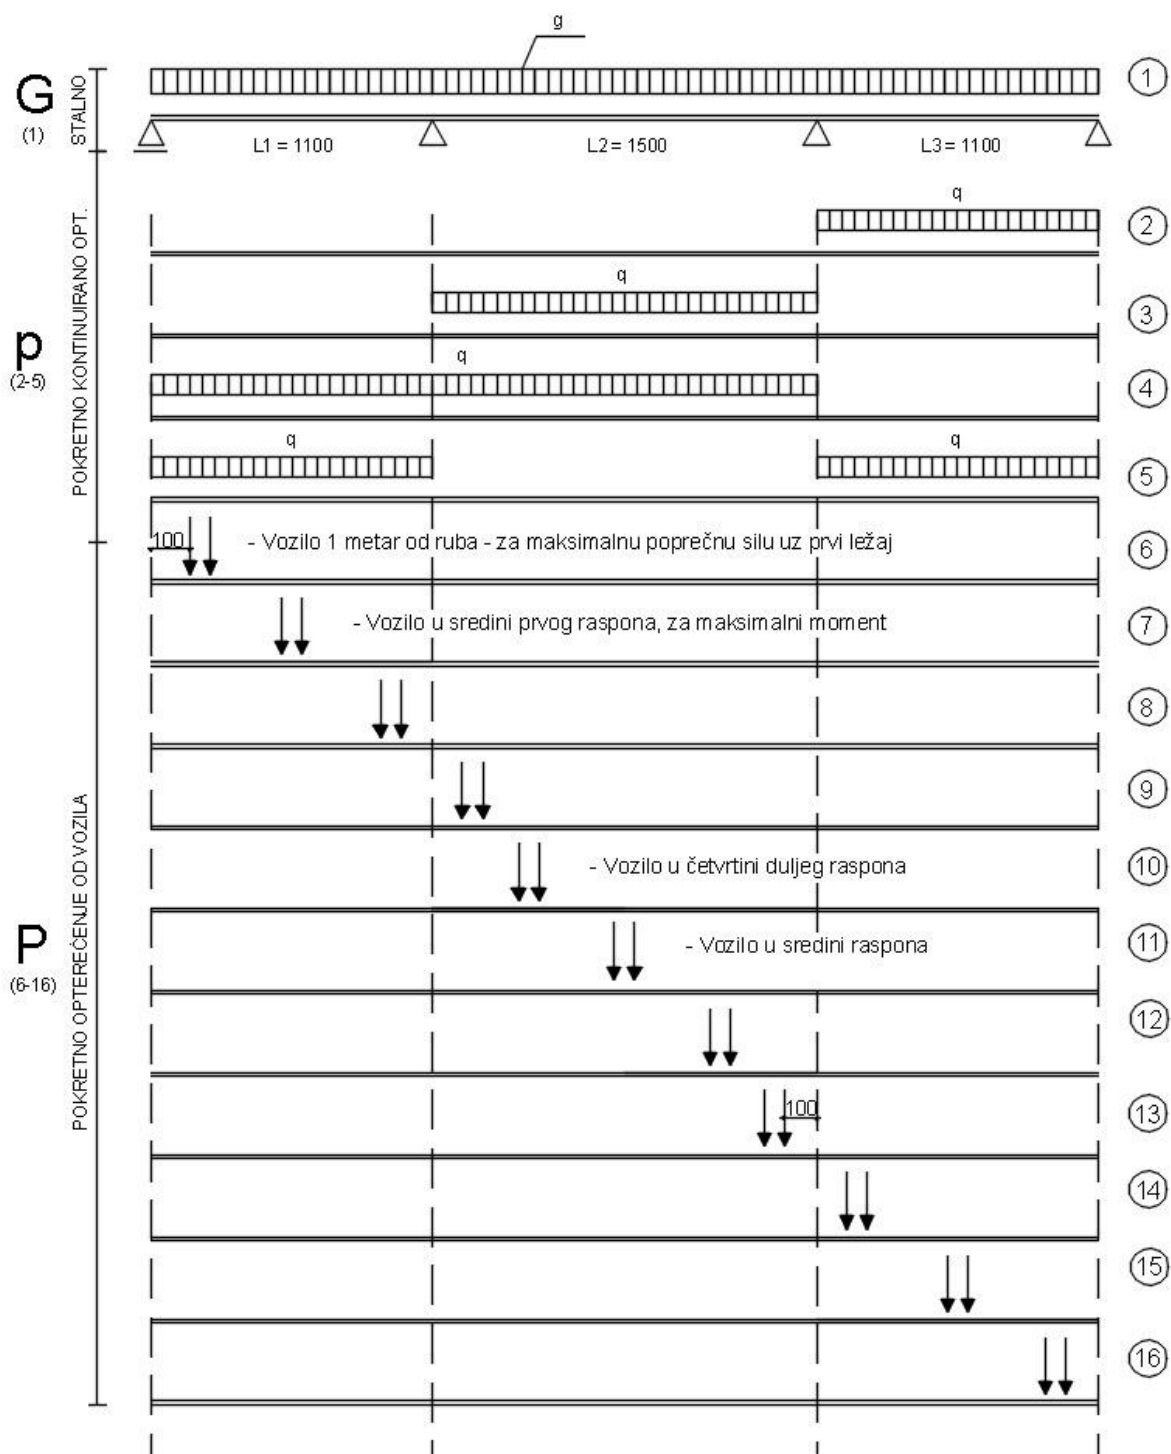 g
G
(1)
STALNO
1
L1 = 1100
L2 = 1500
L3 = 1100
q
2
q
3
p
(2-5)
POKRETNO KONTINUIRANO OPT.
q
4
q
q
5
100
- Vozilo 1 metar od ruba - za maksimalnu poprečnu silu uz prvi ležaj
6
- Vozilo u sredini prvog raspona, za maksimalni moment
7
8
9
- Vozilo u četvrtini duljeg raspona
10
P
(6-16)
POKRETNO OPTEREĆENJE OD VOZILA
- Vozilo u sredini raspona
11
12
100
13
14
15
16